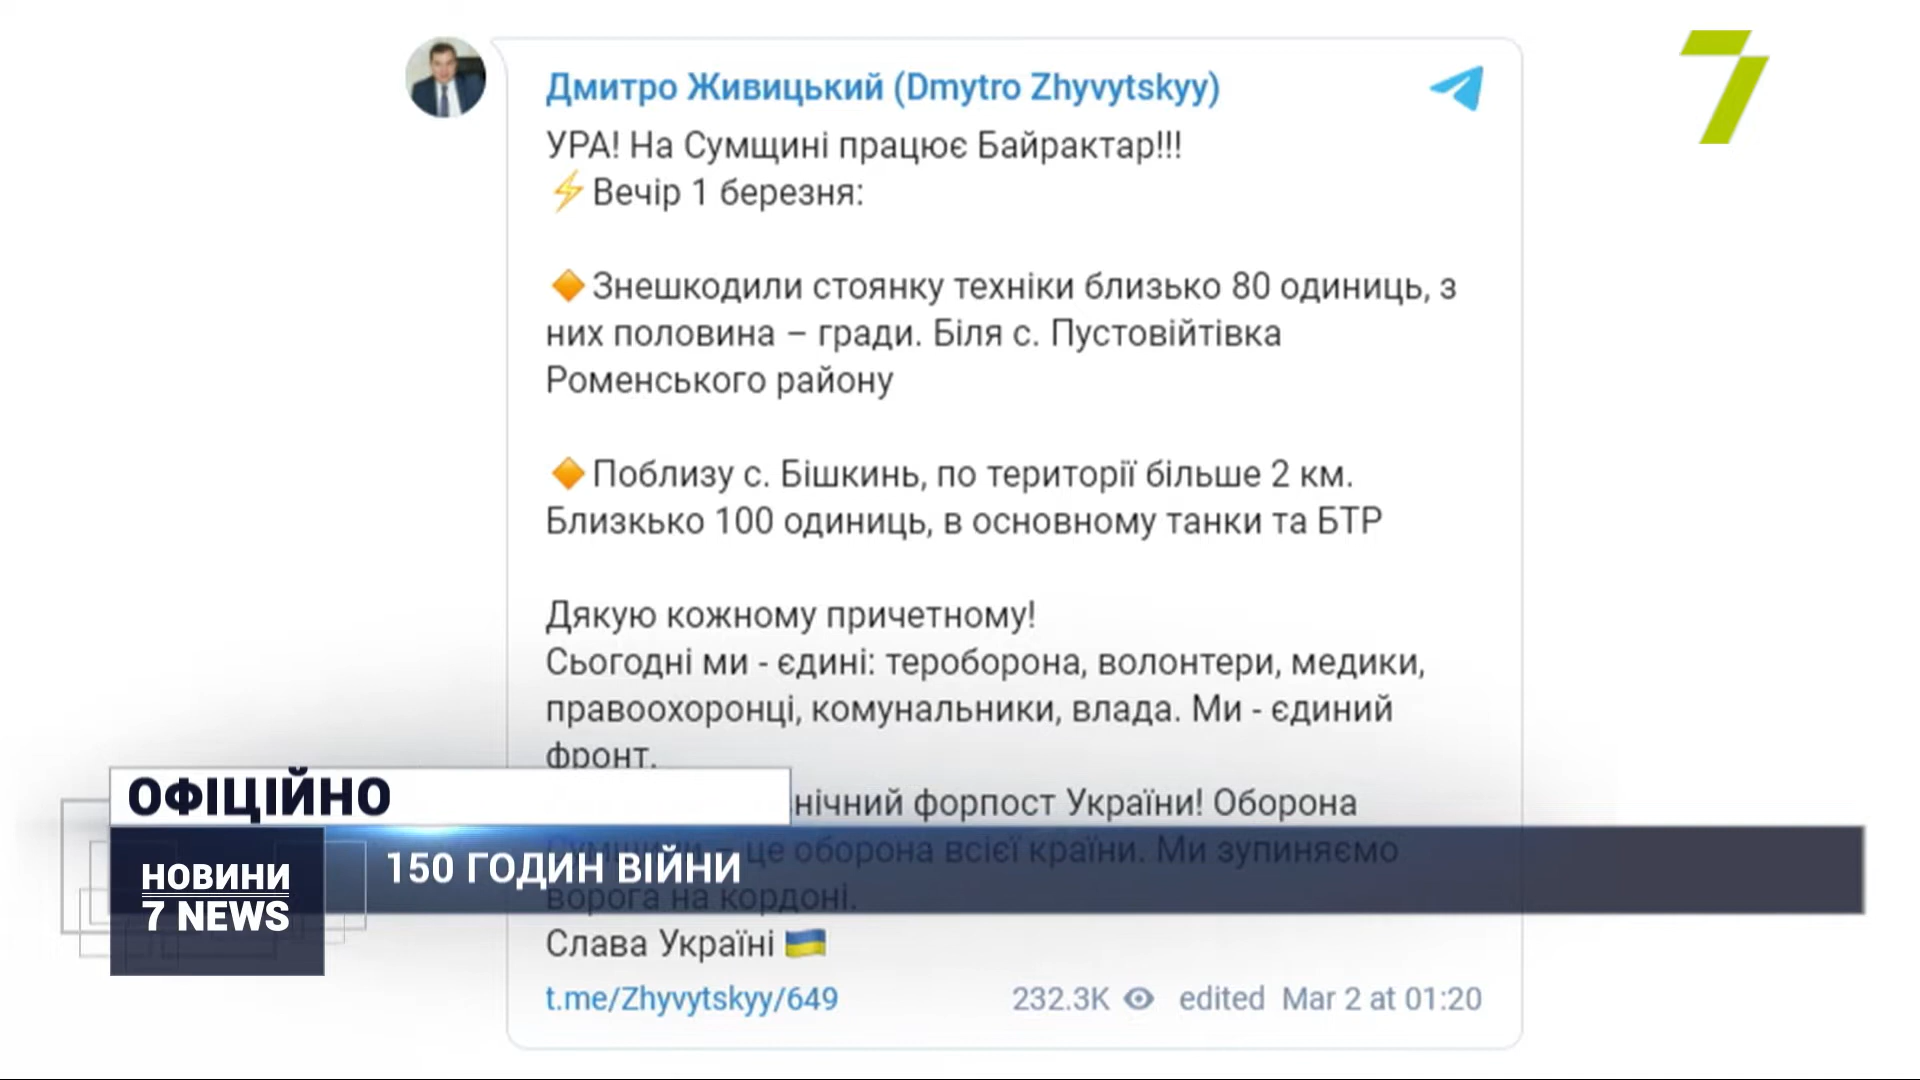 Дмитро Живицький (Dmytro Zhyvytskyy)
7
УРА! На Сумщині працює Байрактар!!!
⚡Вечір 1 березня:
🔶Знешкодили стоянку техніки близько 80 одиниць, з
них половина – гради. Біля с. Пустовійтівка
Роменського району
🔶Поблизу с. Бішкинь, по території більше 2 км.
Близкько 100 одиниць, в основному танки та БТР
Дякую кожному причетному!
Сьогодні ми - єдині: тероборона, волонтери, медики,
правоохоронці, комунальники, влада. Ми - єдиний
фронт.
нічний форпост України! Оборона
Сумщини – це оборона всієї країни. Ми зупиняємо
ворога на кордоні.
Слава Україні 🇺🇦
t.me/Zhyvytskyy/649 232.3K edited Mar 2 at 01:20
ОФІЦІЙНО
150 ГОДИН ВІЙНИ
НОВИНИ
7 NEWS